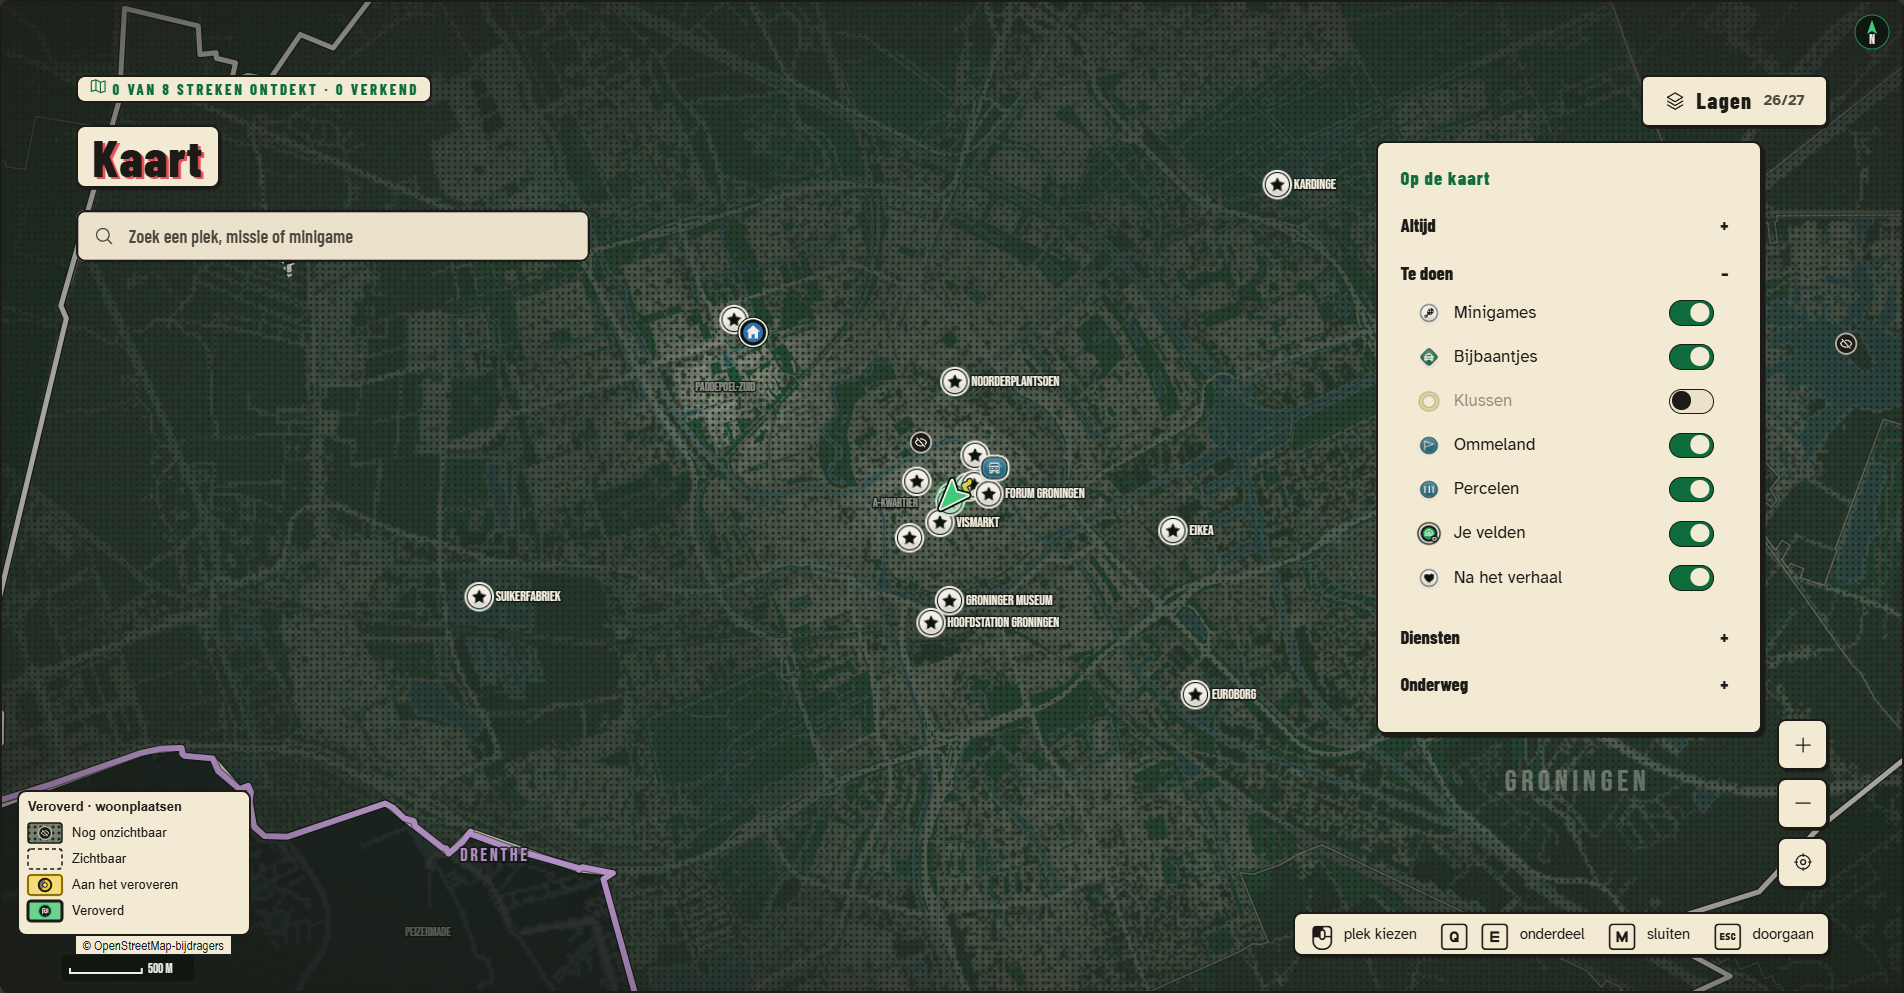 N
0 VAN 8 STREKEN ONTDEKT · 0 VERKEND
Lagen 26/27
Kaart
Zoek een plek, missie of minigame
Op de kaart
Altijd +
Te doen -
Minigames
Bijbaantjes
Klussen
Ommeland
Percelen
Je velden
Na het verhaal
Diensten +
Onderweg +
KARDINGE
PADDEPOEL-ZUID
NOORDERPLANTSOEN
A-KWARTIER
FORUM GRONINGEN
VISMARKT
EIKEA
SUIKERFABRIEK
GRONINGER MUSEUM
HOOFDSTATION GRONINGEN
EUROBORG
GRONINGEN
DRENTHE
PEIZERMADE
Veroverd · woonplaatsen
Nog onzichtbaar
Zichtbaar
Aan het veroveren
Veroverd
© OpenStreetMap-bijdragers
500 M
+
−
plek kiezen Q E onderdeel M sluiten ESC doorgaan